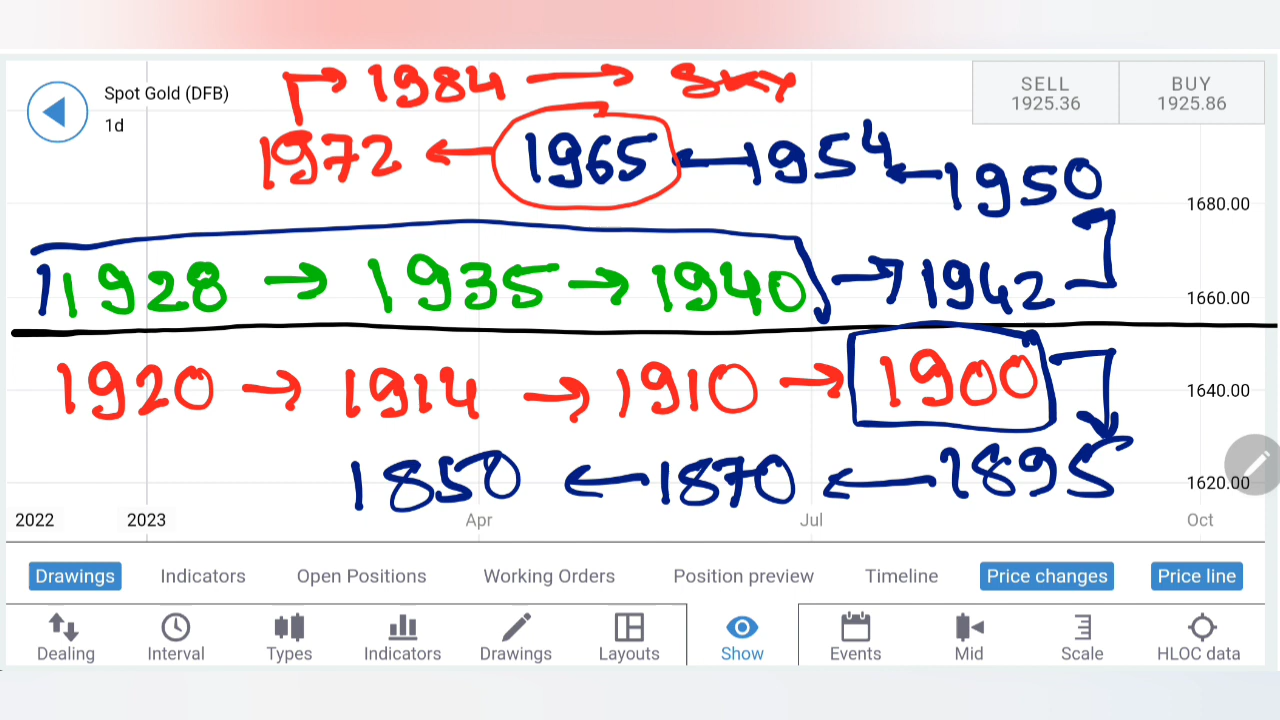 Spot Gold (DFB)
1d
SELL
1925.36
BUY
1925.86
1984 → Sky
1972 ← 1965 ← 1954 ← 1950
1680.00
1928 → 1935 → 1940 → 1942
1660.00
1920 → 1914 → 1910 → 1900
1640.00
1850 ← 1870 ← 1895
1620.00
2022 2023 Apr Jul Oct
Drawings Indicators Open Positions Working Orders Position preview Timeline Price changes Price line
Dealing Interval Types Indicators Drawings Layouts Show Events Mid Scale HLOC data